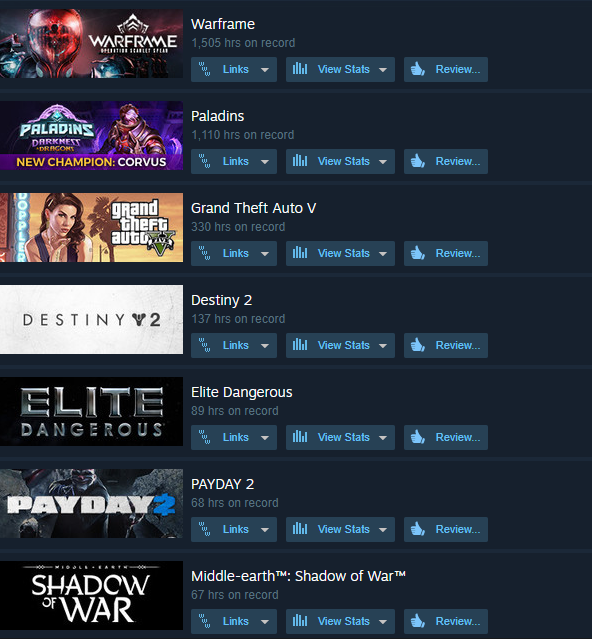 WARFRAME
OPERATION SCARLET SPEAR
Warframe
1,505 hrs on record
Links View Stats Review...
PALADINS
DARKNESS
& DRAGONS
NEW CHAMPION: CORVUS
Paladins
1,110 hrs on record
Links View Stats Review...
DOPPLER
grand
theft
auto V
Grand Theft Auto V
330 hrs on record
Links View Stats Review...
DESTINY 2
Destiny 2
137 hrs on record
Links View Stats Review...
ELITE
DANGEROUS
Elite Dangerous
89 hrs on record
Links View Stats Review...
PAYDAY 2
PAYDAY 2
68 hrs on record
Links View Stats Review...
MIDDLE-EARTH
SHADOW
OF WAR
Middle-earth™: Shadow of War™
67 hrs on record
Links View Stats Review...